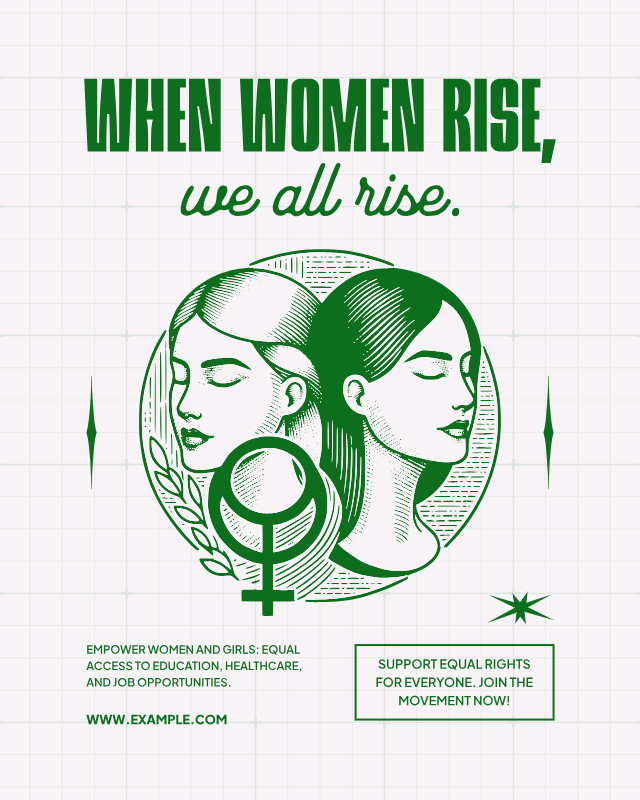 WHEN WOMEN RISE,
we all rise.
EMPOWER WOMEN AND GIRLS: EQUAL
ACCESS TO EDUCATION, HEALTHCARE,
AND JOB OPPORTUNITIES.
WWW.EXAMPLE.COM
SUPPORT EQUAL RIGHTS
FOR EVERYONE. JOIN THE
MOVEMENT NOW!